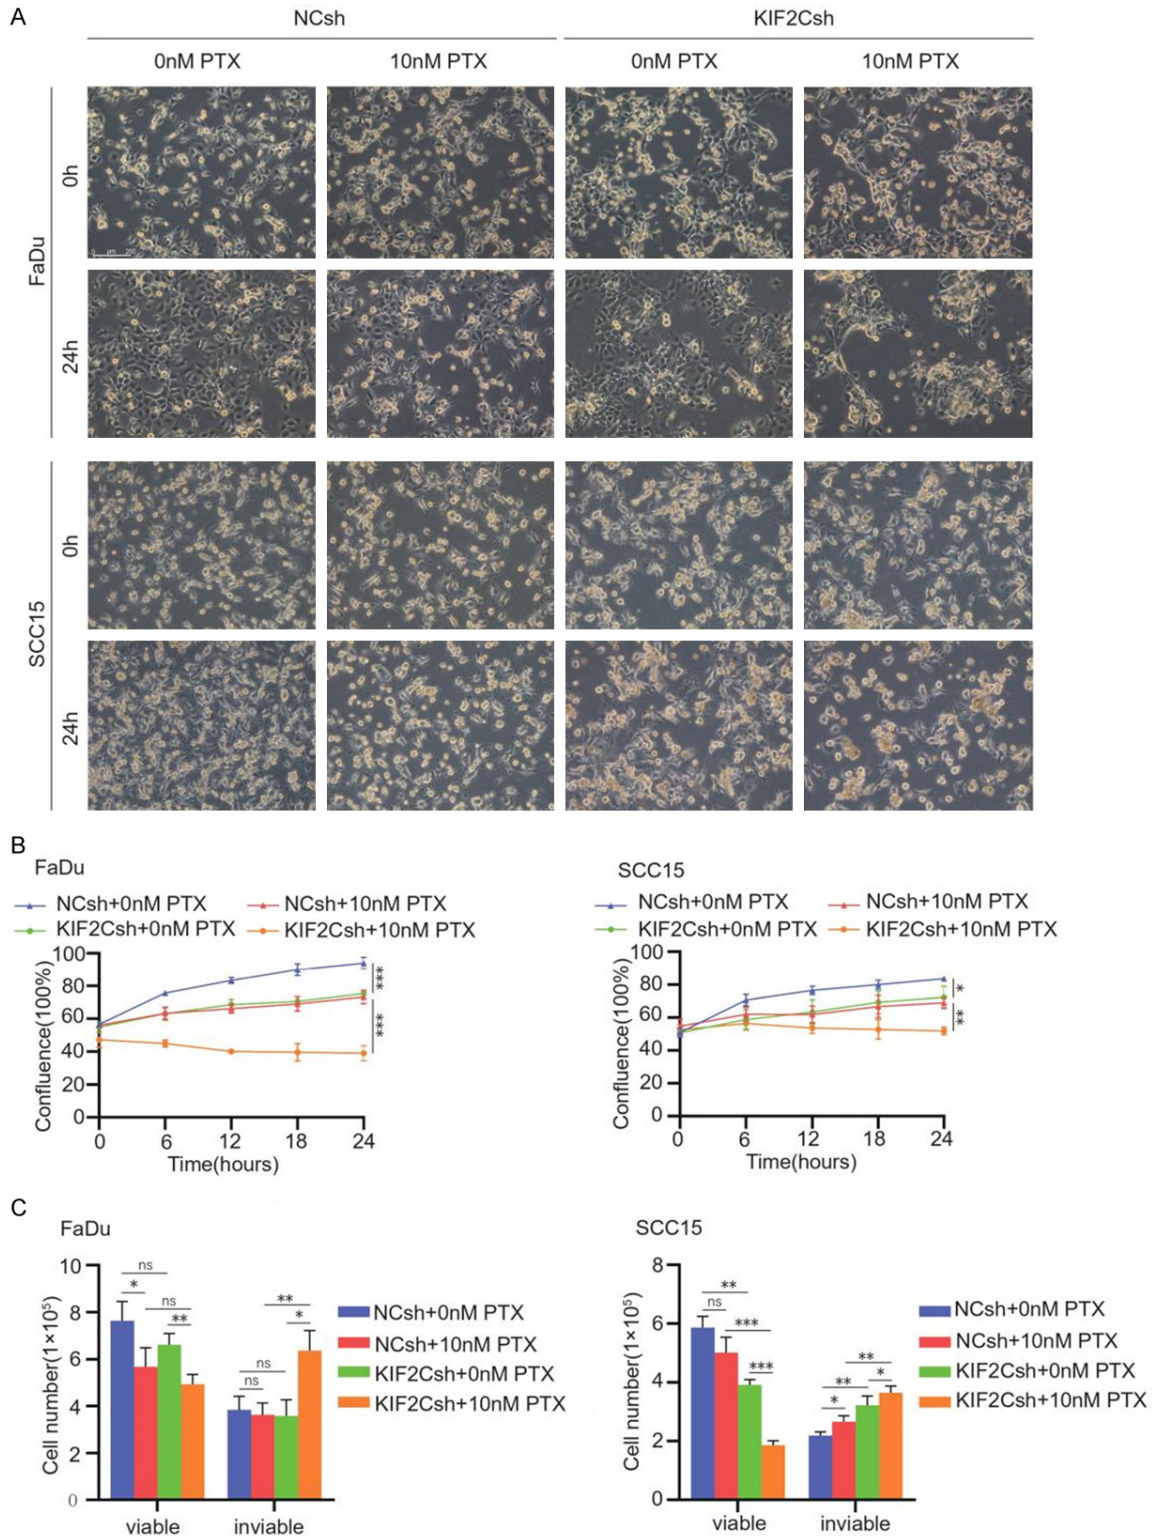 A
NCsh
KIF2Csh
0nM PTX
10nM PTX
0nM PTX
10nM PTX
FaDu
0h
24h
SCC15
0h
24h
B
FaDu
NCsh+0nM PTX
NCsh+10nM PTX
KIF2Csh+0nM PTX
KIF2Csh+10nM PTX
Confluence(100%)
100
80
60
40
20
0
***
***
0 6 12 18 24
Time(hours)
SCC15
NCsh+0nM PTX
NCsh+10nM PTX
KIF2Csh+0nM PTX
KIF2Csh+10nM PTX
Confluence(100%)
100
80
60
40
20
0
*
**
0 6 12 18 24
Time(hours)
C
FaDu
Cell number(1×10⁵)
10
8
6
4
2
0
ns
*
ns
**
**
*
ns
ns
viable
inviable
NCsh+0nM PTX
NCsh+10nM PTX
KIF2Csh+0nM PTX
KIF2Csh+10nM PTX
SCC15
Cell number(1×10⁵)
8
6
4
2
0
**
ns
***
***
**
*
**
*
viable
inviable
NCsh+0nM PTX
NCsh+10nM PTX
KIF2Csh+0nM PTX
KIF2Csh+10nM PTX